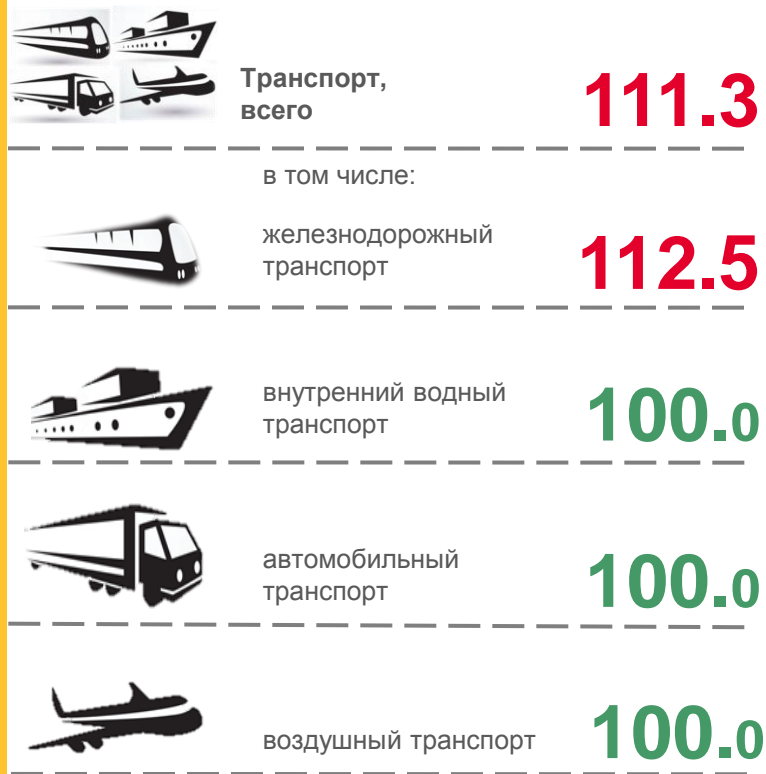 Транспорт,
всего
111.3
в том числе:
железнодорожный
транспорт
112.5
внутренний водный
транспорт
100.0
автомобильный
транспорт
100.0
воздушный транспорт
100.0